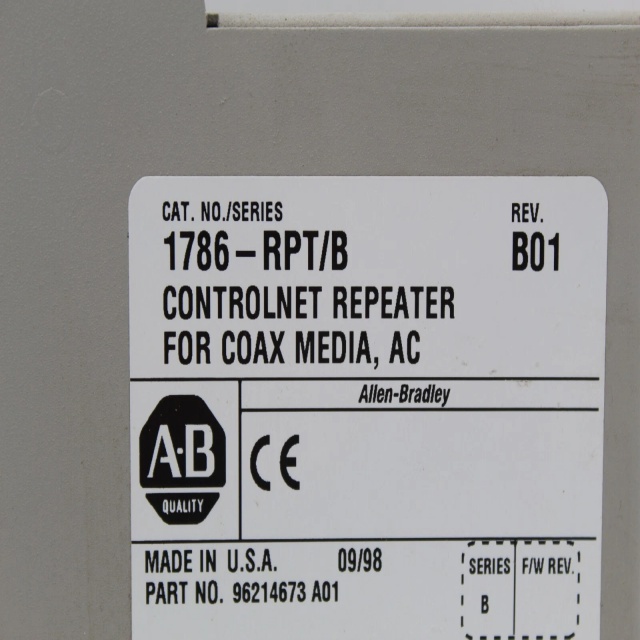 CAT. NO./SERIES REV.
1786-RPT/B B01
CONTROLNET REPEATER
FOR COAX MEDIA, AC
Allen-Bradley
A·B
QUALITY
CE
MADE IN U.S.A. 09/98
PART NO. 96214673 A01
SERIES F/W REV.
B